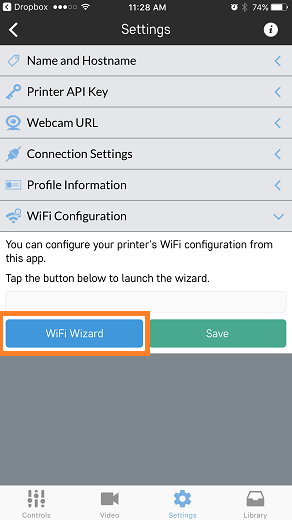 Dropbox 11:28 AM 74%
Settings
Name and Hostname
Printer API Key
Webcam URL
Connection Settings
Profile Information
WiFi Configuration
You can configure your printer's WiFi configuration from
this app.
Tap the button below to launch the wizard.
WiFi Wizard Save
Controls Video Settings Library